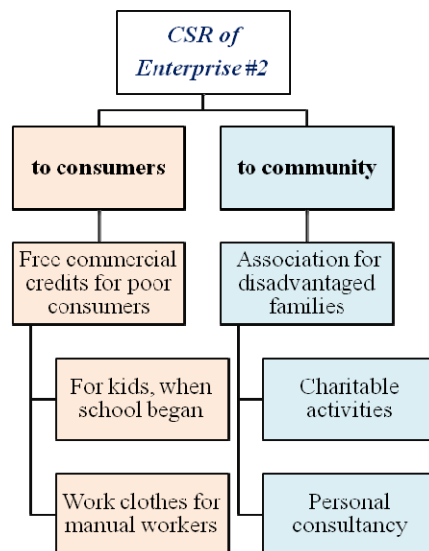 CSR of
Enterprise #2
to consumers
to community
Free commercial
credits for poor
consumers
Association for
disadvantaged
families
For kids, when
school began
Charitable
activities
Work clothes for
manual workers
Personal
consultancy